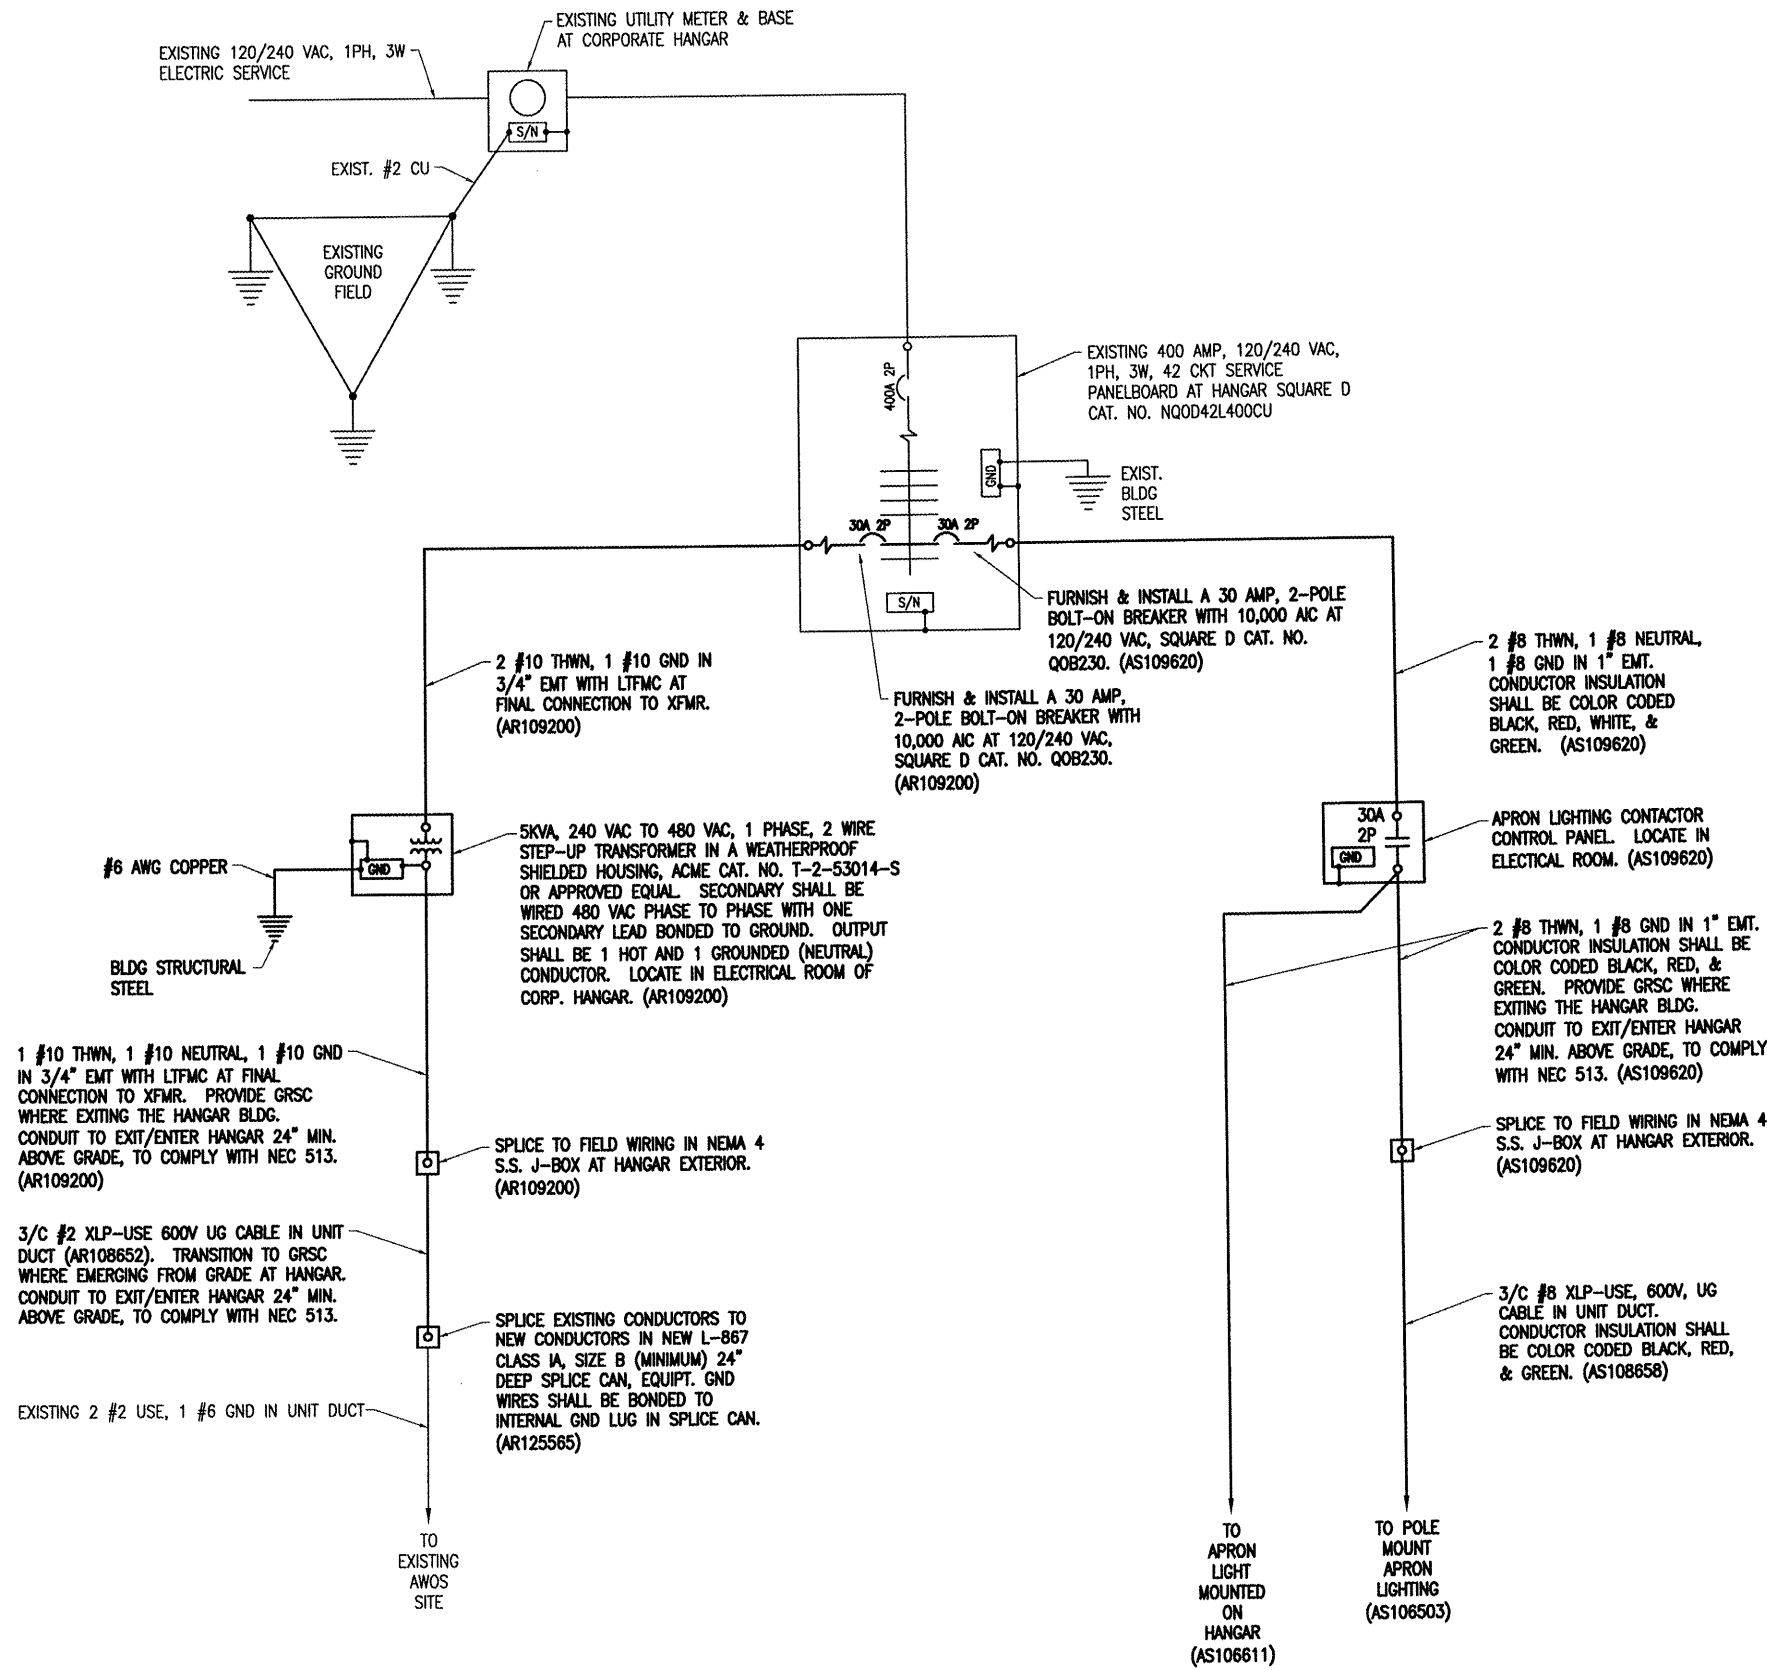 EXISTING UTILITY METER & BASE
AT CORPORATE HANGAR
EXISTING 120/240 VAC, 1PH, 3W
ELECTRIC SERVICE
S/N
EXIST. #2 CU
EXISTING
GROUND
FIELD
400A 2P
EXISTING 400 AMP, 120/240 VAC,
1PH, 3W, 42 CKT SERVICE
PANELBOARD AT HANGAR SQUARE D
CAT. NO. NQOD42L400CU
GND
EXIST.
BLDG
STEEL
30A 2P
30A 2P
S/N
FURNISH & INSTALL A 30 AMP, 2-POLE
BOLT-ON BREAKER WITH 10,000 AIC AT
120/240 VAC, SQUARE D CAT. NO.
QOB230. (AS109620)
FURNISH & INSTALL A 30 AMP,
2-POLE BOLT-ON BREAKER WITH
10,000 AIC AT 120/240 VAC,
SQUARE D CAT. NO. QOB230.
(AR109200)
2 #10 THWN, 1 #10 GND IN
3/4" EMT WITH LTFMC AT
FINAL CONNECTION TO XFMR.
(AR109200)
2 #8 THWN, 1 #8 NEUTRAL,
1 #8 GND IN 1" EMT.
CONDUCTOR INSULATION
SHALL BE COLOR CODED
BLACK, RED, WHITE, &
GREEN. (AS109620)
GND
#6 AWG COPPER
BLDG STRUCTURAL
STEEL
5KVA, 240 VAC TO 480 VAC, 1 PHASE, 2 WIRE
STEP-UP TRANSFORMER IN A WEATHERPROOF
SHIELDED HOUSING, ACME CAT. NO. T-2-53014-S
OR APPROVED EQUAL. SECONDARY SHALL BE
WIRED 480 VAC PHASE TO PHASE WITH ONE
SECONDARY LEAD BONDED TO GROUND. OUTPUT
SHALL BE 1 HOT AND 1 GROUNDED (NEUTRAL)
CONDUCTOR. LOCATE IN ELECTRICAL ROOM OF
CORP. HANGAR. (AR109200)
30A
2P
GND
APRON LIGHTING CONTACTOR
CONTROL PANEL. LOCATE IN
ELECTICAL ROOM. (AS109620)
2 #8 THWN, 1 #8 GND IN 1" EMT.
CONDUCTOR INSULATION SHALL BE
COLOR CODED BLACK, RED, &
GREEN. PROVIDE GRSC WHERE
EXITING THE HANGAR BLDG.
CONDUIT TO EXIT/ENTER HANGAR
24" MIN. ABOVE GRADE, TO COMPLY
WITH NEC 513. (AS109620)
1 #10 THWN, 1 #10 NEUTRAL, 1 #10 GND
IN 3/4" EMT WITH LTFMC AT FINAL
CONNECTION TO XFMR. PROVIDE GRSC
WHERE EXITING THE HANGAR BLDG.
CONDUIT TO EXIT/ENTER HANGAR 24" MIN.
ABOVE GRADE, TO COMPLY WITH NEC 513.
(AR109200)
SPLICE TO FIELD WIRING IN NEMA 4
S.S. J-BOX AT HANGAR EXTERIOR.
(AR109200)
SPLICE TO FIELD WIRING IN NEMA 4
S.S. J-BOX AT HANGAR EXTERIOR.
(AS109620)
3/C #2 XLP-USE 600V UG CABLE IN UNIT
DUCT (AR108652). TRANSITION TO GRSC
WHERE EMERGING FROM GRADE AT HANGAR.
CONDUIT TO EXIT/ENTER HANGAR 24" MIN.
ABOVE GRADE, TO COMPLY WITH NEC 513.
SPLICE EXISTING CONDUCTORS TO
NEW CONDUCTORS IN NEW L-867
CLASS IA, SIZE B (MINIMUM) 24"
DEEP SPLICE CAN, EQUIPT. GND
WIRES SHALL BE BONDED TO
INTERNAL GND LUG IN SPLICE CAN.
(AR125565)
3/C #8 XLP-USE, 600V, UG
CABLE IN UNIT DUCT.
CONDUCTOR INSULATION SHALL
BE COLOR CODED BLACK, RED,
& GREEN. (AS108658)
EXISTING 2 #2 USE, 1 #6 GND IN UNIT DUCT
TO
EXISTING
AWOS
SITE
TO
APRON
LIGHT
MOUNTED
ON
HANGAR
(AS106611)
TO POLE
MOUNT
APRON
LIGHTING
(AS106503)